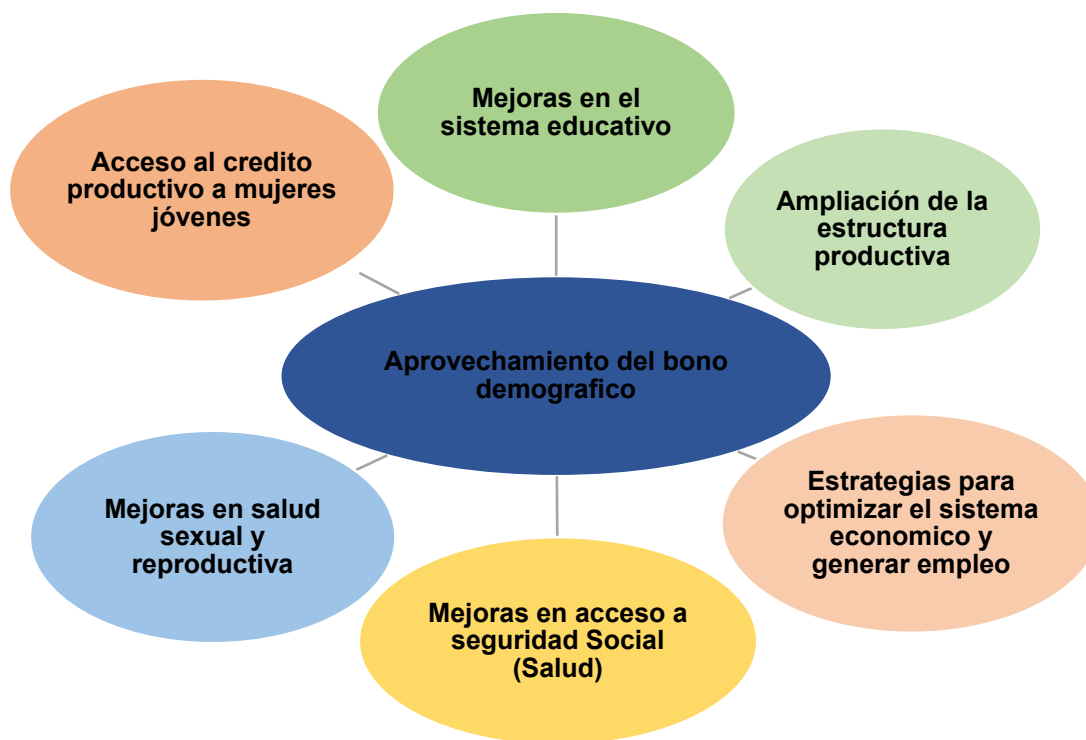 Mejoras en el
sistema educativo
Acceso al credito
productivo a mujeres
jóvenes
Ampliación de la
estructura
productiva
Aprovechamiento del bono
demografico
Mejoras en salud
sexual y
reproductiva
Estrategias para
optimizar el sistema
economico y
generar empleo
Mejoras en acceso a
seguridad Social
(Salud)